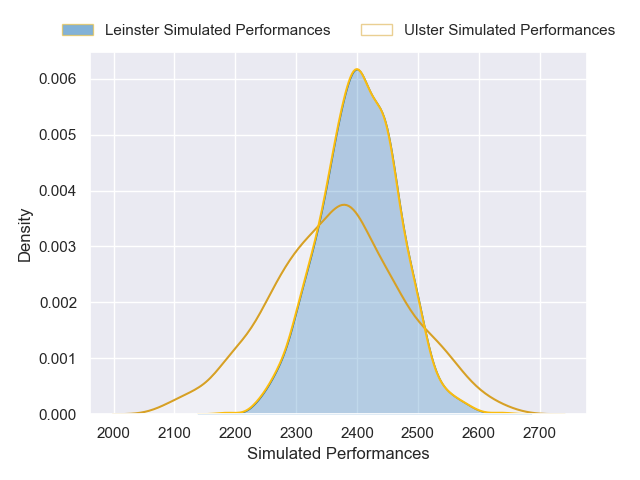 Leinster Simulated Performances Ulster Simulated Performances
0.006
0.005
0.004
0.003
0.002
0.001
0.000
Density
2000 2100 2200 2300 2400 2500 2600 2700
Simulated Performances